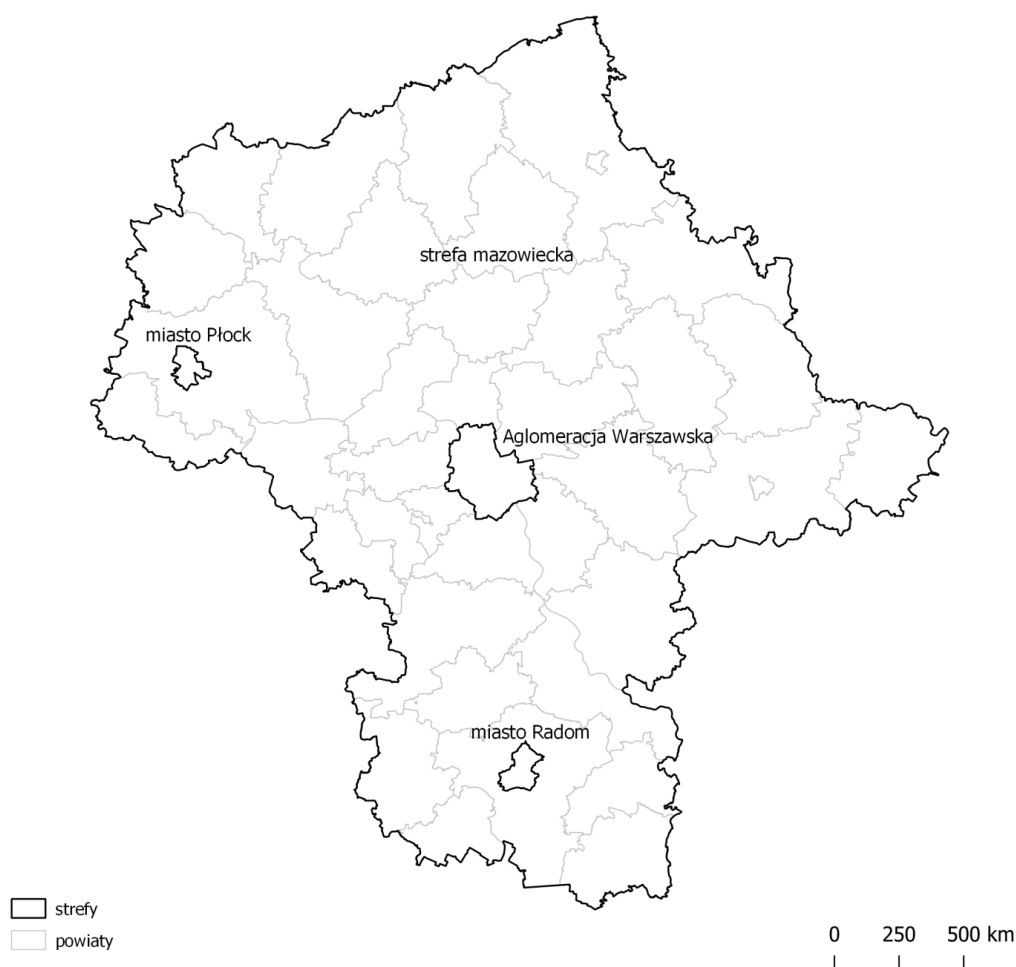 strefa mazowiecka
miasto Płock
Aglomeracja Warszawska
miasto Radom
strefy
powiaty
0 250 500 km